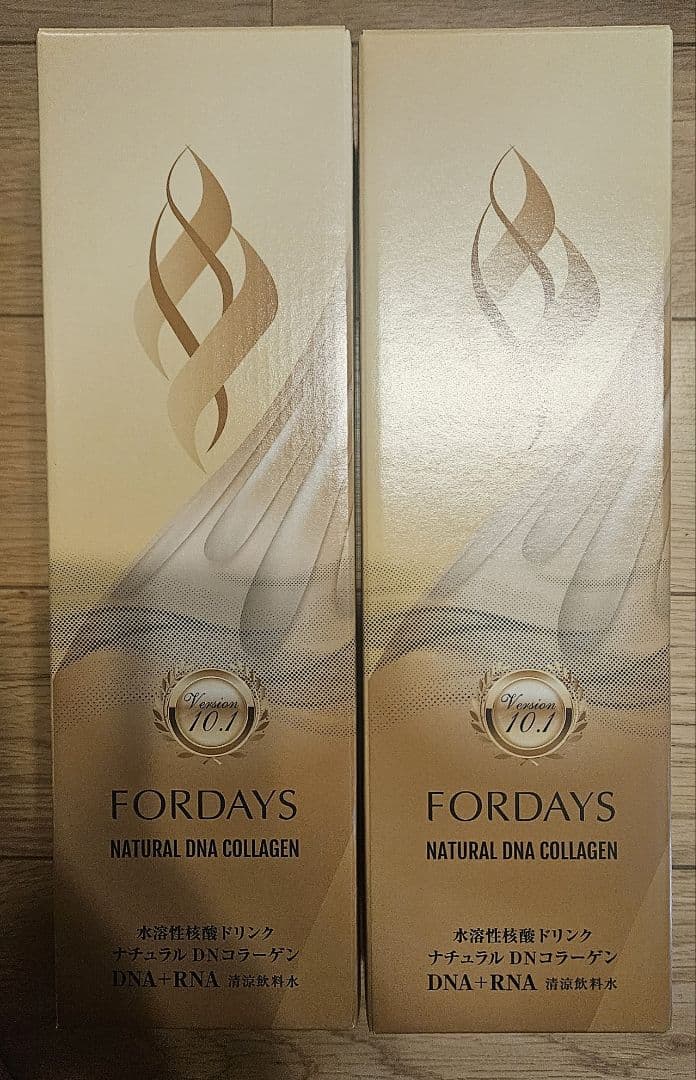 Version
10.1
FORDAYS
NATURAL DNA COLLAGEN
水溶性核酸ドリンク
ナチュラル DNコラーゲン
DNA+RNA 清涼飲料水
Version
10.1
FORDAYS
NATURAL DNA COLLAGEN
水溶性核酸ドリンク
ナチュラル DNコラーゲン
DNA+RNA 清涼飲料水